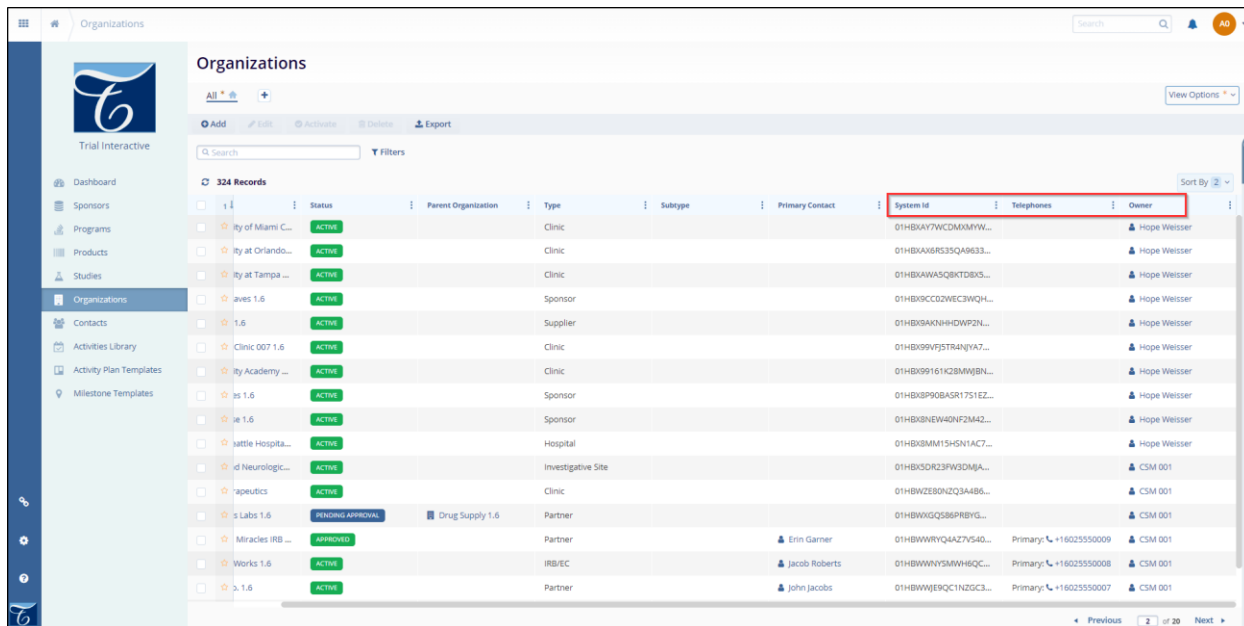 Organizations
Search
AO
Trial Interactive
Dashboard
Sponsors
Programs
Products
Studies
Organizations
Contacts
Activities Library
Activity Plan Templates
Milestone Templates
Organizations
All *
View Options *
Add Edit Activate Delete Export
Search Filters
324 Records Sort By 2
1 Status Parent Organization Type Subtype Primary Contact System Id Telephones Owner
ity of Miami C... ACTIVE Clinic 01HBXAY7WCDMXMYW... Hope Weisser
ity at Orlando... ACTIVE Clinic 01HBXAX6RS35QA9633... Hope Weisser
ity at Tampa ... ACTIVE Clinic 01HBXAWA5Q8KTD8X5... Hope Weisser
aves 1.6 ACTIVE Sponsor 01HBX9CC02WEC3WQH... Hope Weisser
1.6 ACTIVE Supplier 01HBX9AKNHHDWP2N... Hope Weisser
Clinic 007 1.6 ACTIVE Clinic 01HBX99VFJ5TR4NJYA7... Hope Weisser
ity Academy ... ACTIVE Clinic 01HBX99161K28MWJBN... Hope Weisser
es 1.6 ACTIVE Sponsor 01HBX8P90BASR17S1EZ... Hope Weisser
se 1.6 ACTIVE Sponsor 01HBX8NEW40NF2M42... Hope Weisser
eattle Hospita... ACTIVE Hospital 01HBX8MM15HSN1AC7... Hope Weisser
d Neurologic... ACTIVE Investigative Site 01HBX5DR23FW3DMJA... CSM 001
rapeutics ACTIVE Clinic 01HBWZE80NZQ3A4B6... CSM 001
s Labs 1.6 PENDING APPROVAL Drug Supply 1.6 Partner 01HBWXGQS86PRBYG... CSM 001
Miracles IRB ... APPROVED Partner Erin Garner 01HBWWRYQ4AZ7VS40... Primary: +16025550009 CSM 001
Works 1.6 ACTIVE IRB/EC Jacob Roberts 01HBWWNYSMWH6QC... Primary: +16025550008 CSM 001
o. 1.6 ACTIVE Partner John Jacobs 01HBWWJE9QC1NZGC3... Primary: +16025550007 CSM 001
Previous 2 of 20 Next